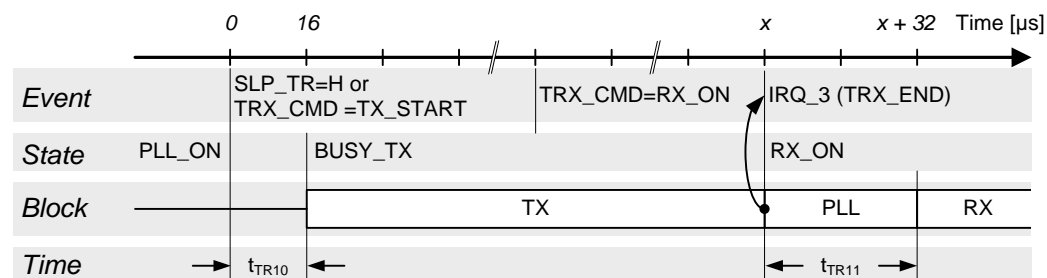 0 16 x x + 32 Time [µs]
Event SLP_TR=H or
TRX_CMD =TX_START TRX_CMD=RX_ON IRQ_3 (TRX_END)
State PLL_ON BUSY_TX RX_ON
Block TX PLL RX
Time tTR10 tTR11